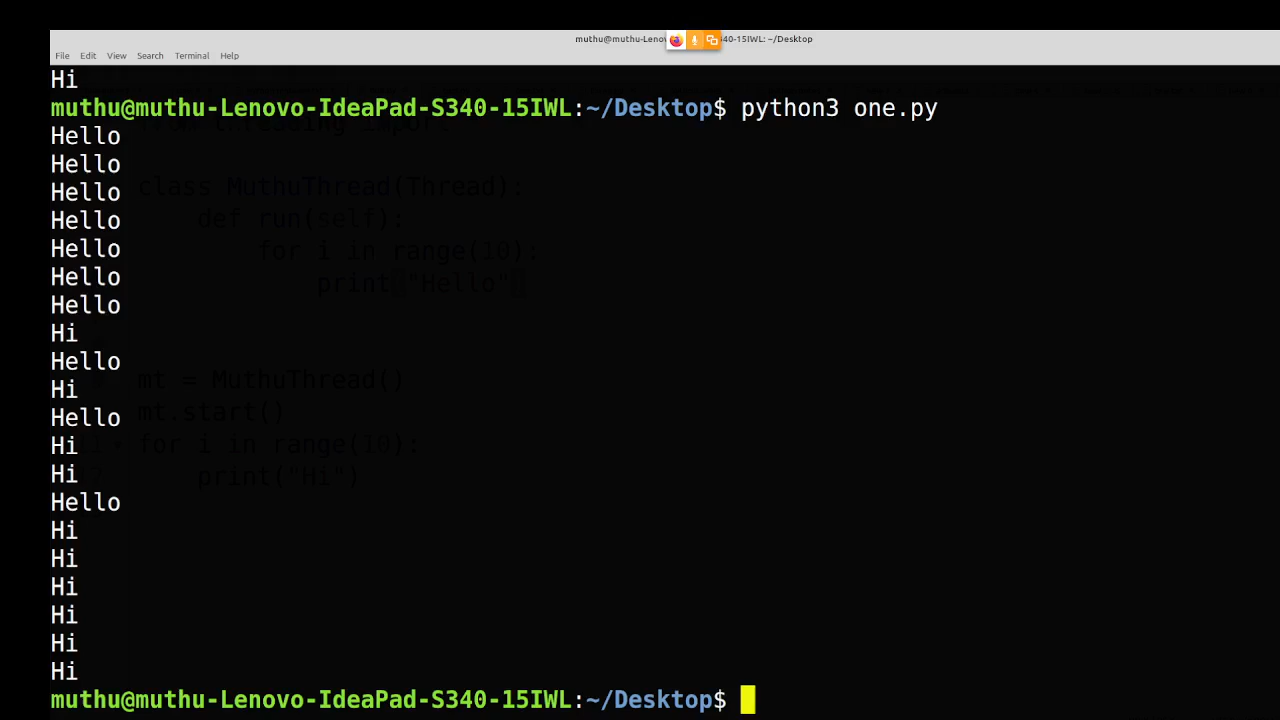 muthu@muthu-Lenov 340-15IWL: ~/Desktop
File Edit View Search Terminal Help
Hi
muthu@muthu-Lenovo-IdeaPad-S340-15IWL:~/Desktop$ python3 one.py
Hello
Hello
Hello
class MuthuThread(Thread):
Hello
def run(self):
Hello
for i in range(10):
Hello
print("Hello")
Hello
Hi
Hello
mt = MuthuThread()
Hi
Hello
mt.start()
Hi
for i in range(10):
Hi
print("Hi")
Hello
Hi
Hi
Hi
Hi
Hi
Hi
muthu@muthu-Lenovo-IdeaPad-S340-15IWL:~/Desktop$